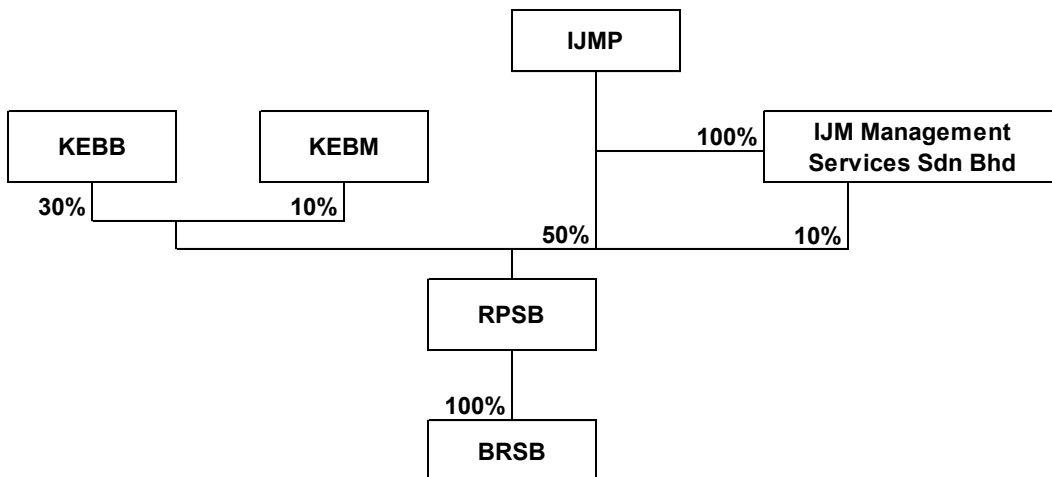 IJMP
KEBB
KEBM
100%
IJM Management
Services Sdn Bhd
30%
10%
50%
10%
RPSB
100%
BRSB